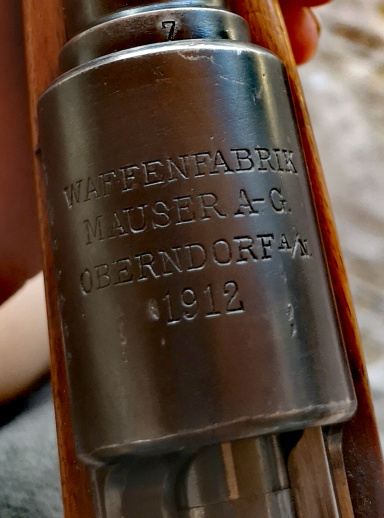 7
WAFFENFABRIK
MAUSER A-G.
OBERNDORF A/N.
1912